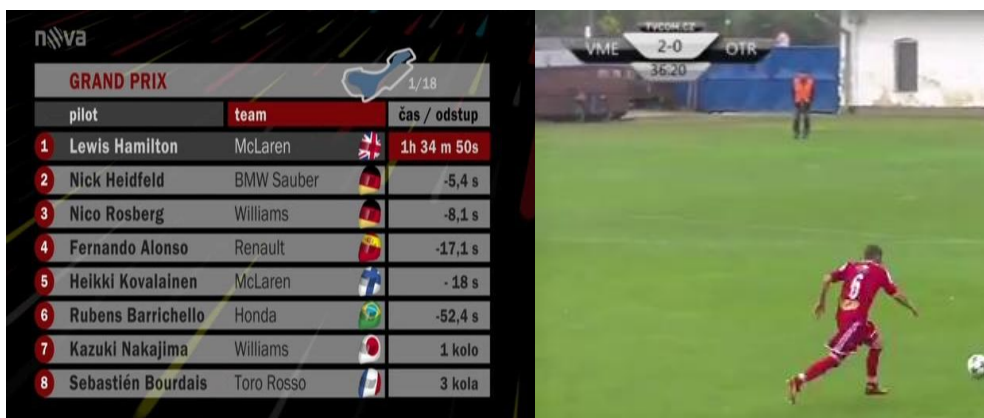 nova
GRAND PRIX
1/18
pilot team čas / odstup
1 Lewis Hamilton McLaren 1h 34 m 50s
2 Nick Heidfeld BMW Sauber -5,4 s
3 Nico Rosberg Williams -8,1 s
4 Fernando Alonso Renault -17,1 s
5 Heikki Kovalainen McLaren - 18 s
6 Rubens Barrichello Honda -52,4 s
7 Kazuki Nakajima Williams 1 kolo
8 Sebastién Bourdais Toro Rosso 3 kola
TVCOM.CZ
VME 2-0 OTR
36:20
6